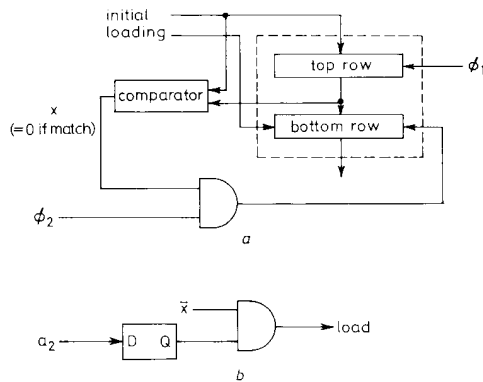 initial
loading
top row
ϕ1
comparator
x
(=0 if match)
bottom row
ϕ2
a
x̄
load
a2
D Q
b